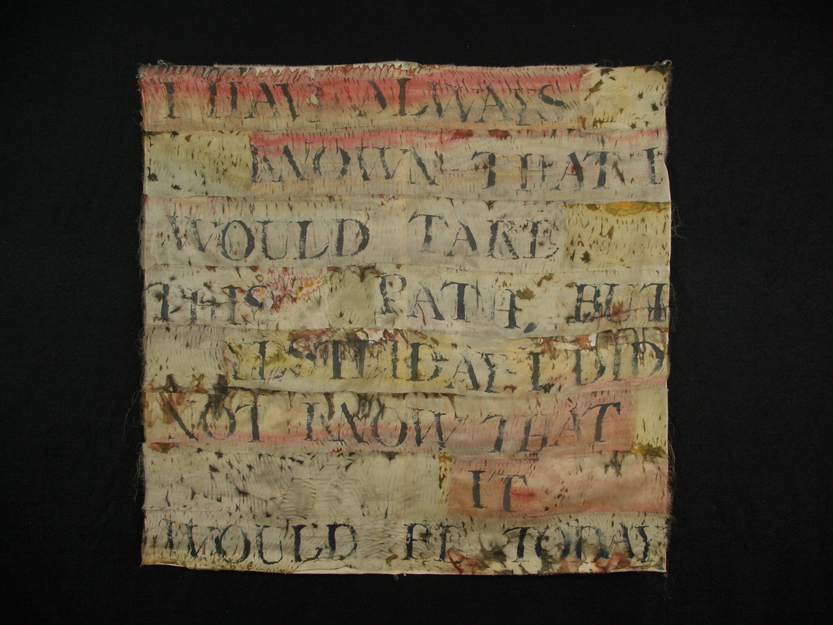 I HAVE ALWAYS
KNOWN THAT I
WOULD TAKE
THIS PATH, BUT
YESTERDAY I DID
NOT KNOW THAT
IT
WOULD BE TODAY